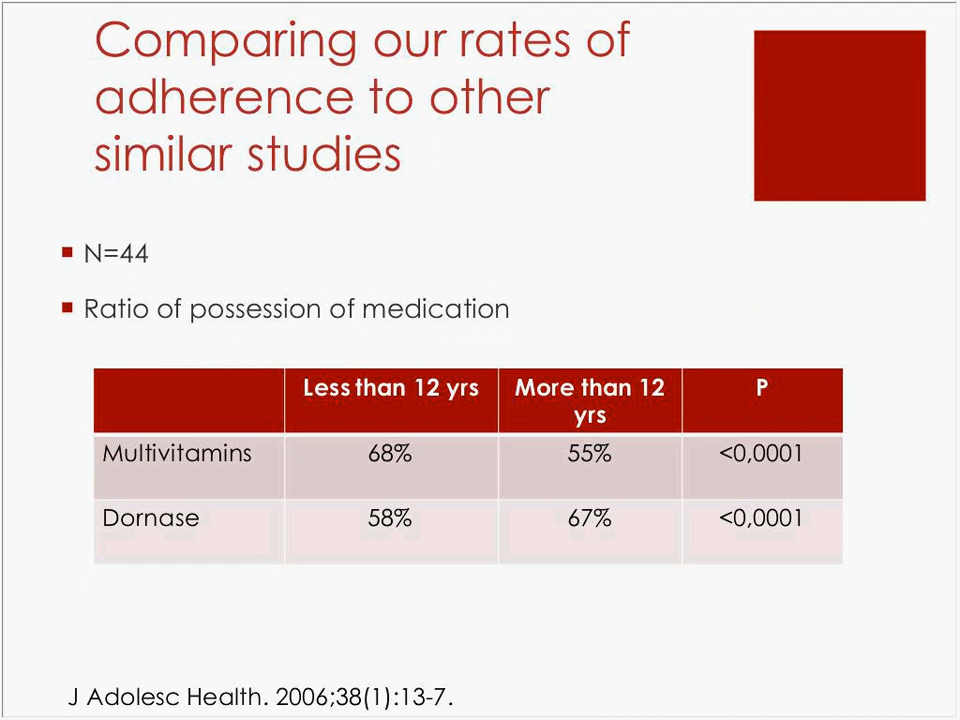 Comparing our rates of
adherence to other
similar studies
N=44
Ratio of possession of medication
Less than 12 yrs More than 12 P
yrs
Multivitamins 68% 55% <0,0001
Dornase 58% 67% <0,0001
J Adolesc Health. 2006;38(1):13-7.